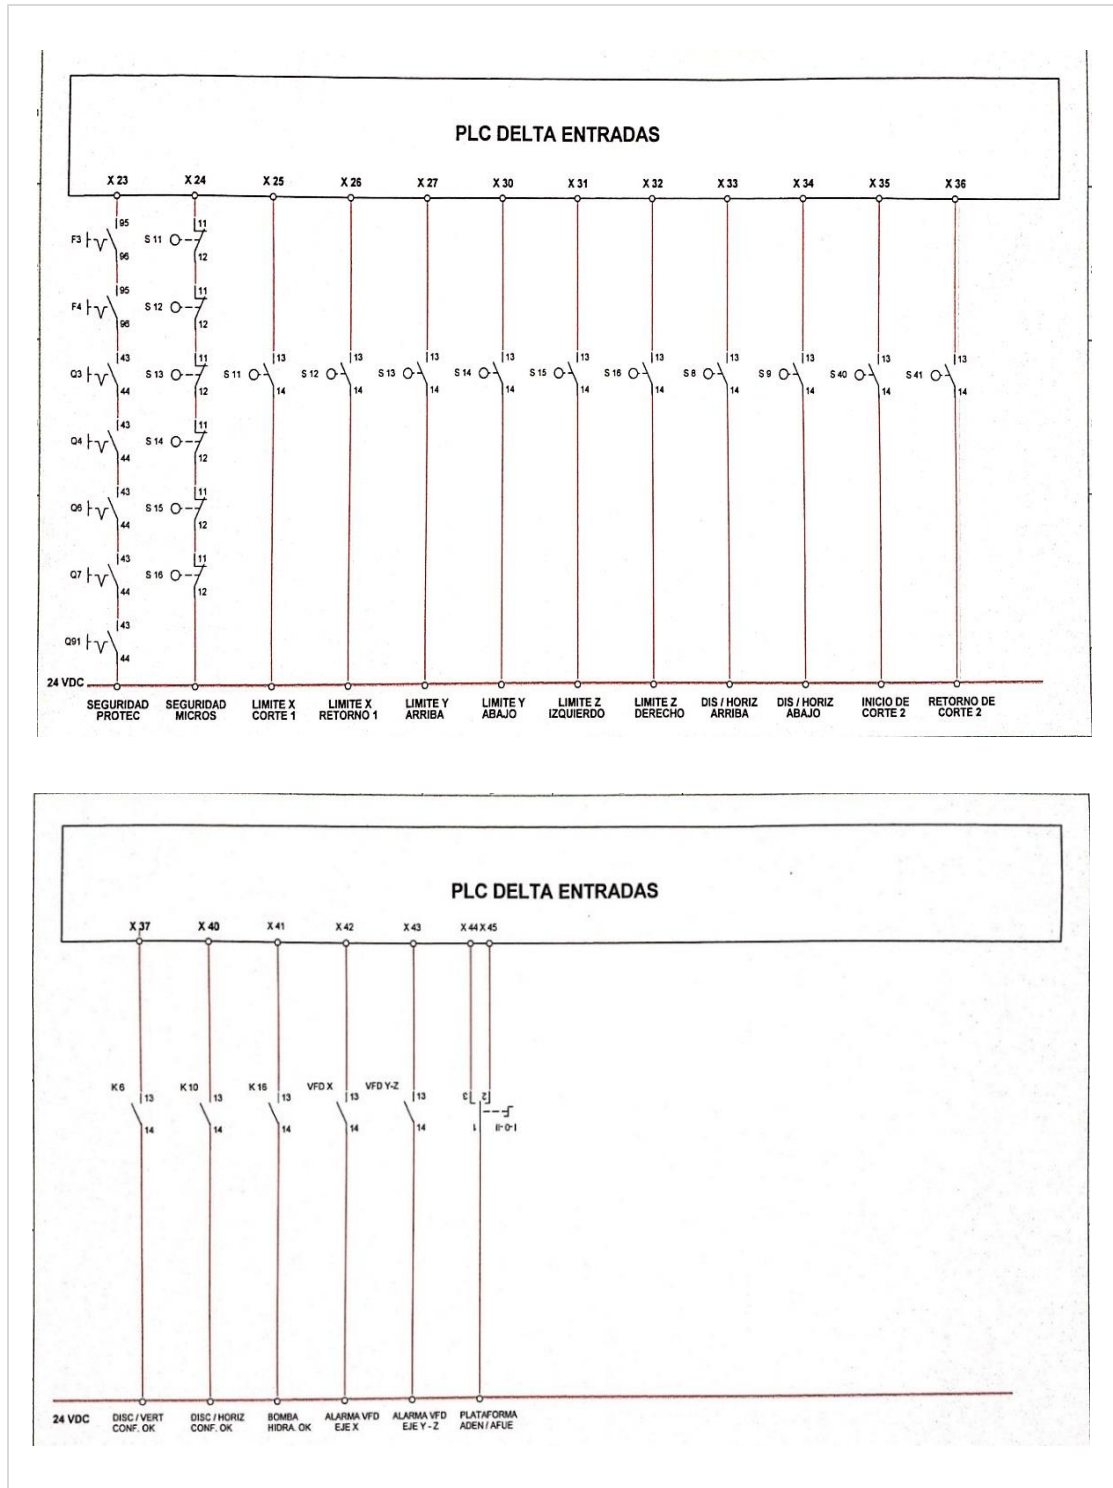 PLC DELTA ENTRADAS
X 23 X 24 X 25 X 26 X 27 X 30 X 31 X 32 X 33 X 34 X 35 X 36
95 11
F3 S 11
96 12
95 11
F4 S 12
96 12
43 11 13 13 13 13 13 13 13 13 13 13
Q3 S 13 S 11 S 12 S 13 S 14 S 15 S 16 S 8 S 9 S 40 S 41
44 12 14 14 14 14 14 14 14 14 14 14
43 11
Q4 S 14
44 12
43 11
Q6 S 15
44 12
43 11
Q7 S 16
44 12
43
Q91
44
24 VDC
SEGURIDAD SEGURIDAD LIMITE X LIMITE X LIMITE Y LIMITE Y LIMITE Z LIMITE Z DIS / HORIZ DIS / HORIZ INICIO DE RETORNO DE
PROTEC MICROS CORTE 1 RETORNO 1 ARRIBA ABAJO IZQUIERDO DERECHO ARRIBA ABAJO CORTE 2 CORTE 2
PLC DELTA ENTRADAS
X 37 X 40 X 41 X 42 X 43 X 44 X 45
K 6 K 10 K 16 VFD X VFD Y-Z
13 13 13 13 13 3 2
14 14 14 14 14 1 I-0-II
24 VDC DISC / VERT DISC / HORIZ BOMBA ALARMA VFD ALARMA VFD PLATAFORMA
CONF. OK CONF. OK HIDRA. OK EJE X EJE Y - Z ADEN / AFUE